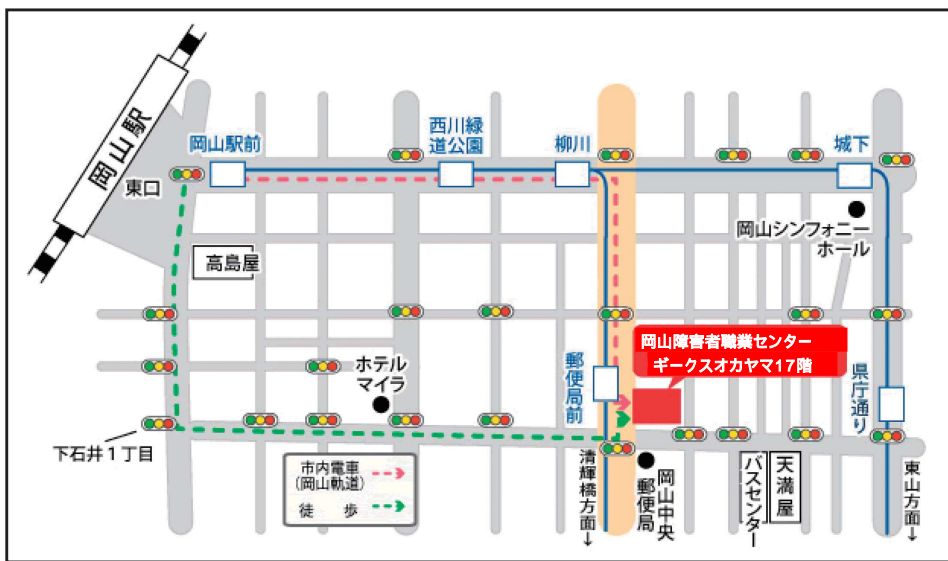 岡山駅
東口
岡山駅前
西川緑
道公園
柳川
城下
岡山シンフォニー
ホール
高島屋
岡山障害者職業センター
ギークスオカヤマ17階
ホテル
マイラ
郵便局前
県庁通り
下石井１丁目
市内電車
(岡山軌道)
徒　歩
清輝橋方面→
岡山中央
郵便局
天満屋
バスセンター
東山方面→